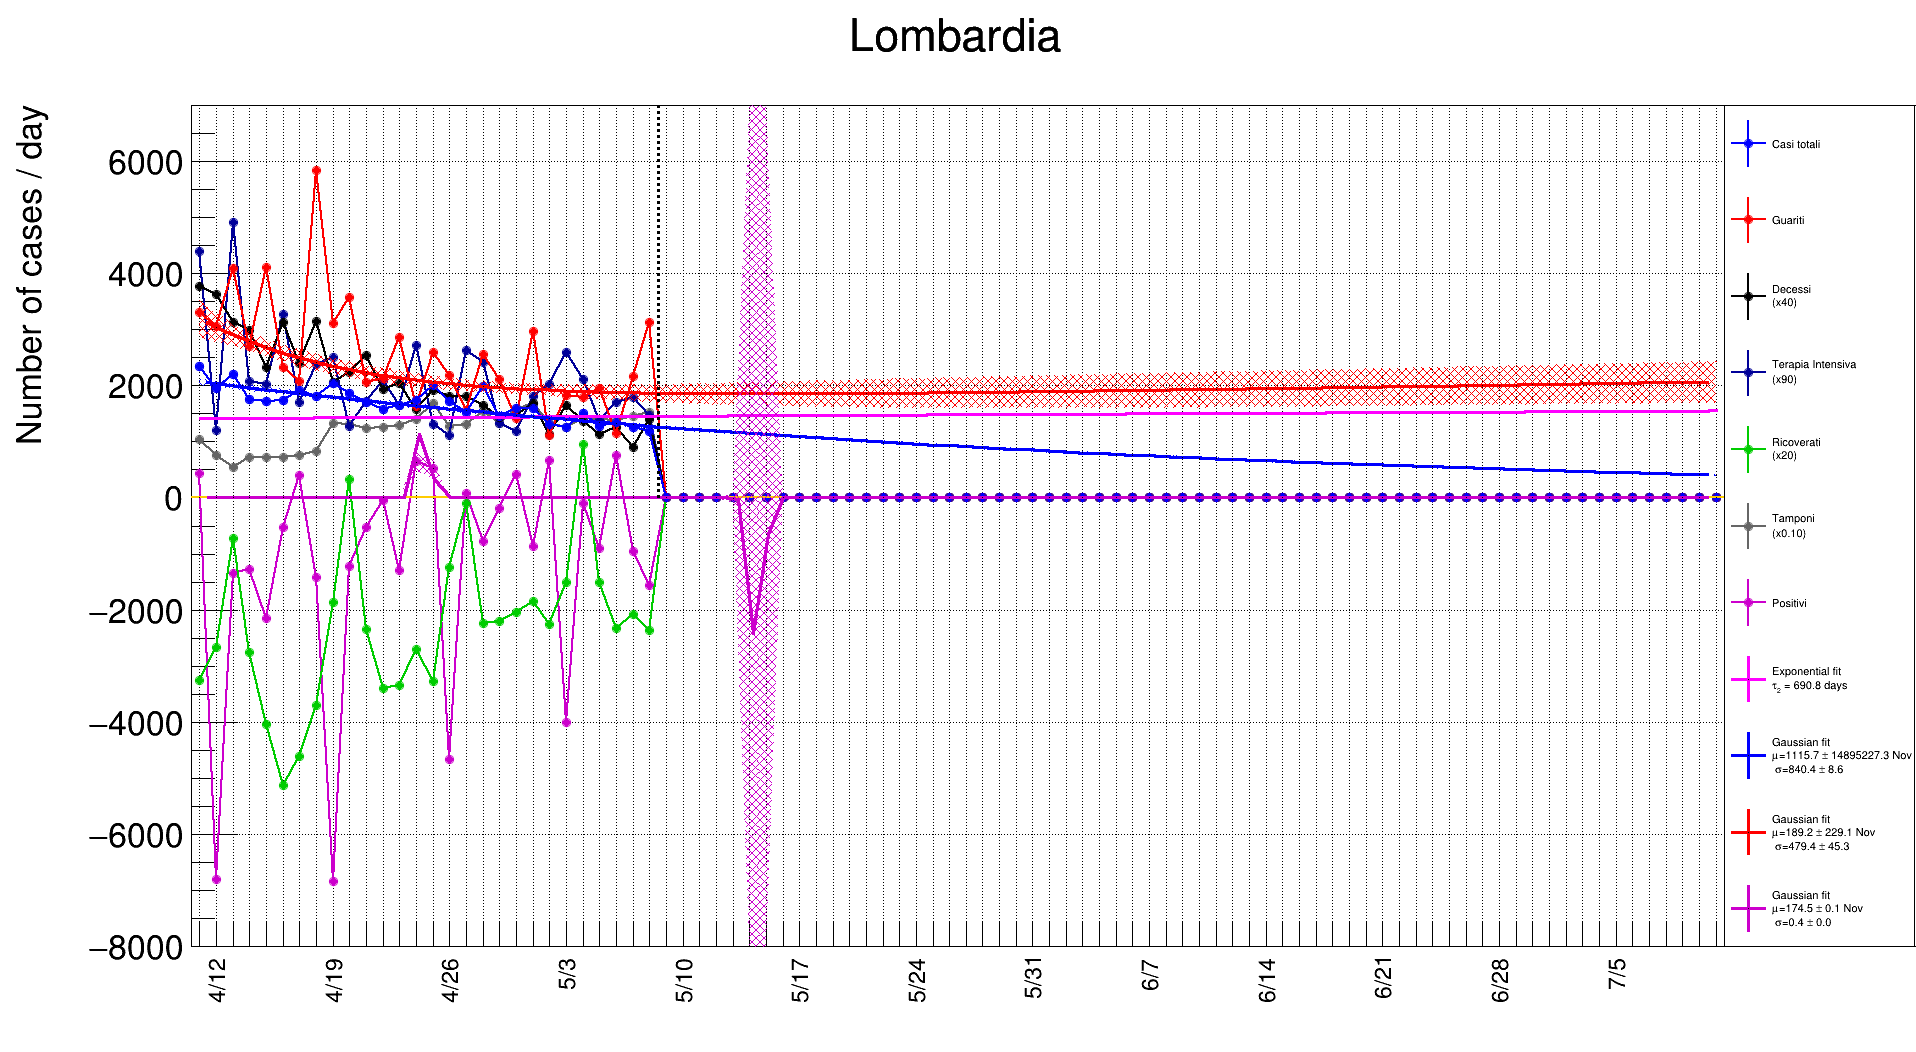 Lombardia
Number of cases / day
6000
4000
2000
0
−2000
−4000
−6000
−8000
4/12
4/19
4/26
5/3
5/10
5/17
5/24
5/31
6/7
6/14
6/21
6/28
7/5
Casi totali
Guariti
Decessi
(x40)
Terapia Intensiva
(x90)
Ricoverati
(x20)
Tamponi
(x0.10)
Positivi
Exponential fit
τ₂ = 690.8 days
Gaussian fit
μ=1115.7 ± 14895227.3 Nov
σ=840.4 ± 8.6
Gaussian fit
μ=189.2 ± 229.1 Nov
σ=479.4 ± 45.3
Gaussian fit
μ=174.5 ± 0.1 Nov
σ=0.4 ± 0.0